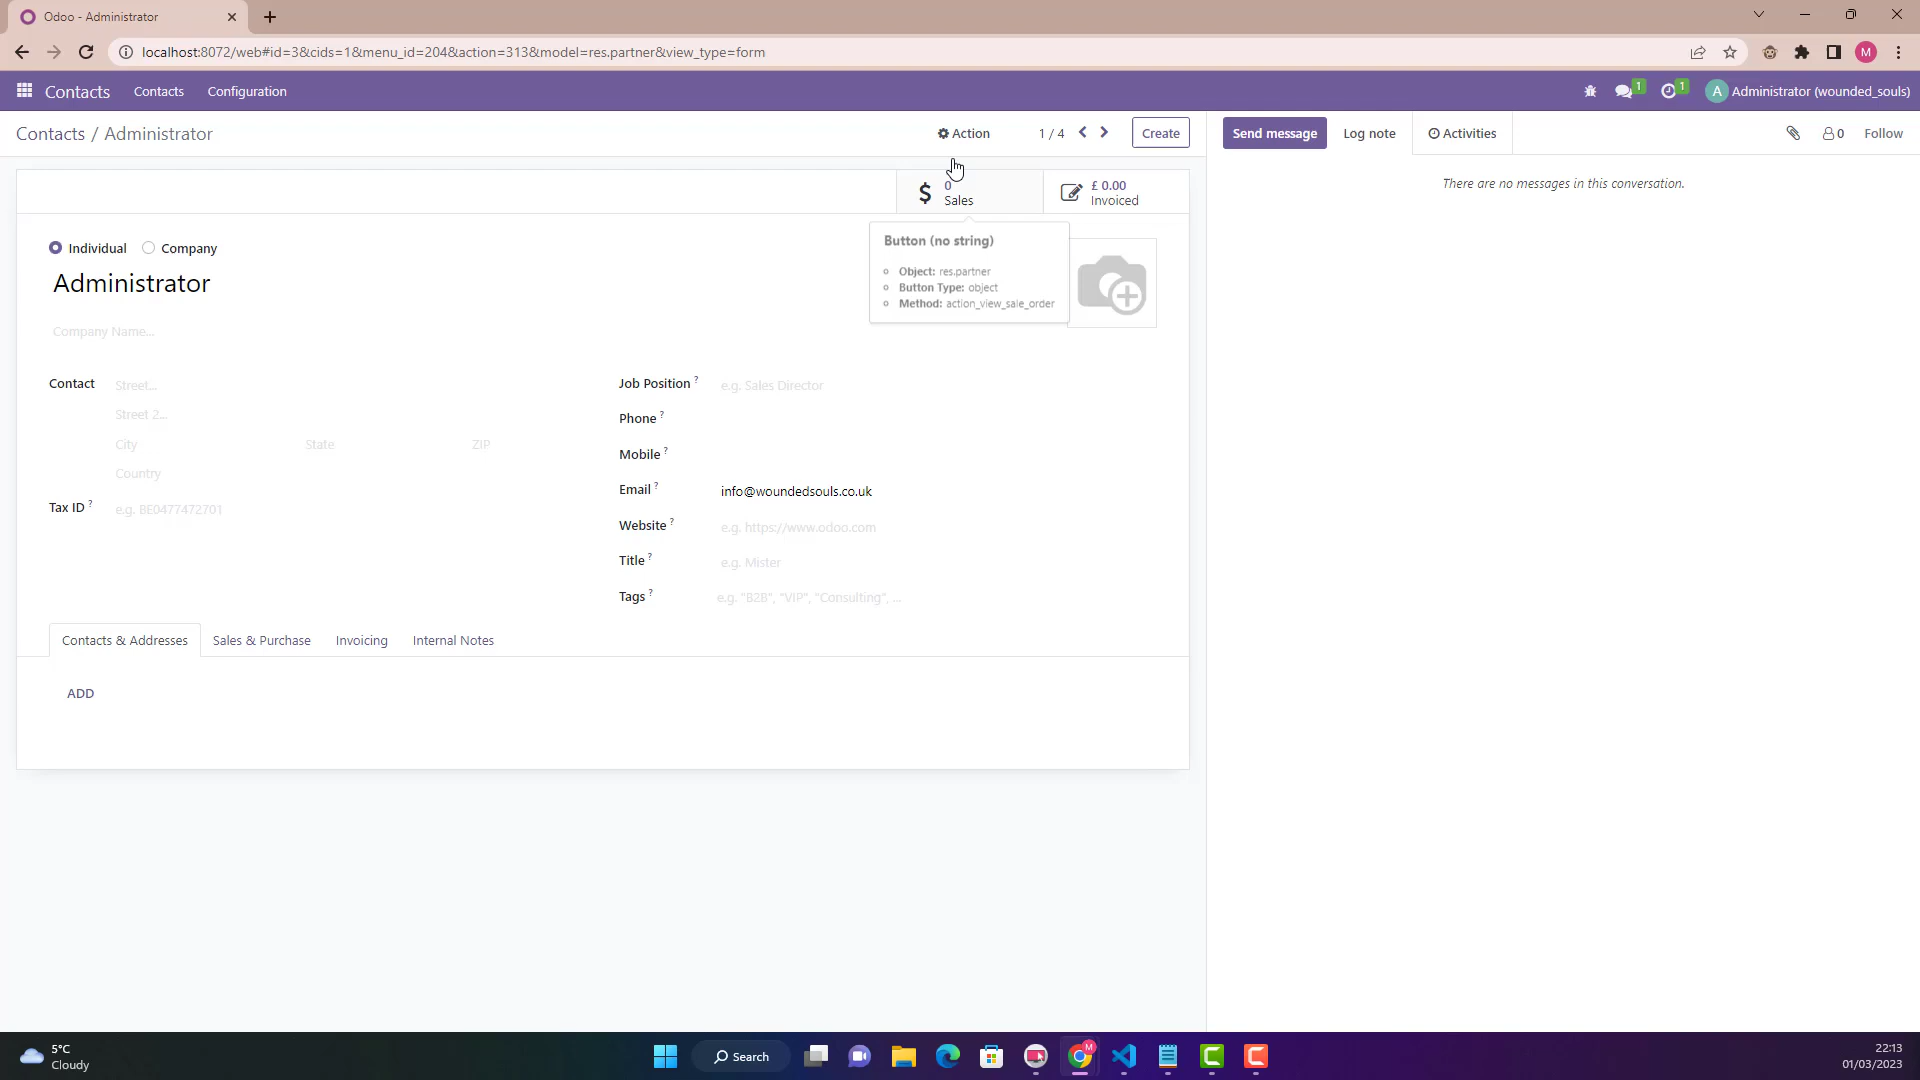 Odoo - Administrator
localhost:8072/web#id=3&cids=1&menu_id=204&action=313&model=res.partner&view_type=form
M
Contacts Contacts Configuration 1 1 A Administrator (wounded_souls)
Contacts / Administrator Action 1 / 4 Create Send message Log note Activities 0 Follow
There are no messages in this conversation.
$ 0 Sales
£ 0.00 Invoiced
Button (no string)
Object: res.partner
Button Type: object
Method: action_view_sale_order
Individual Company
Administrator
Company Name...
Contact Street...
Street 2...
City State ZIP
Country
Tax ID ? e.g. BE0477472701
Job Position ? e.g. Sales Director
Phone ?
Mobile ?
Email ? info@woundedsouls.co.uk
Website ? e.g. https://www.odoo.com
Title ? e.g. Mister
Tags ? e.g. "B2B", "VIP", "Consulting", ...
Contacts & Addresses Sales & Purchase Invoicing Internal Notes
ADD
5°C
Cloudy
Search
M
22:13
01/03/2023